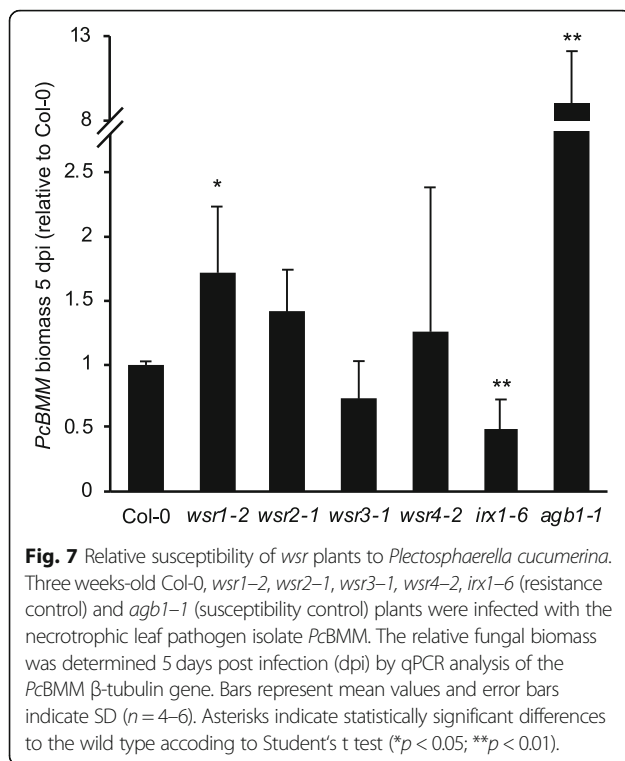 13
**
8
PcBMM biomass 5 dpi (relative to Col-0)
2.5
*
2
1.5
1
**
0.5
0
Col-0 wsr1-2 wsr2-1 wsr3-1 wsr4-2 irx1-6 agb1-1
Fig. 7 Relative susceptibility of wsr plants to Plectosphaerella cucumerina.
Three weeks-old Col-0, wsr1–2, wsr2–1, wsr3–1, wsr4–2, irx1–6 (resistance
control) and agb1–1 (susceptibility control) plants were infected with the
necrotrophic leaf pathogen isolate PcBMM. The relative fungal biomass
was determined 5 days post infection (dpi) by qPCR analysis of the
PcBMM β-tubulin gene. Bars represent mean values and error bars
indicate SD (n = 4–6). Asterisks indicate statistically significant differences
to the wild type accoding to Student's t test (*p < 0.05; **p < 0.01).